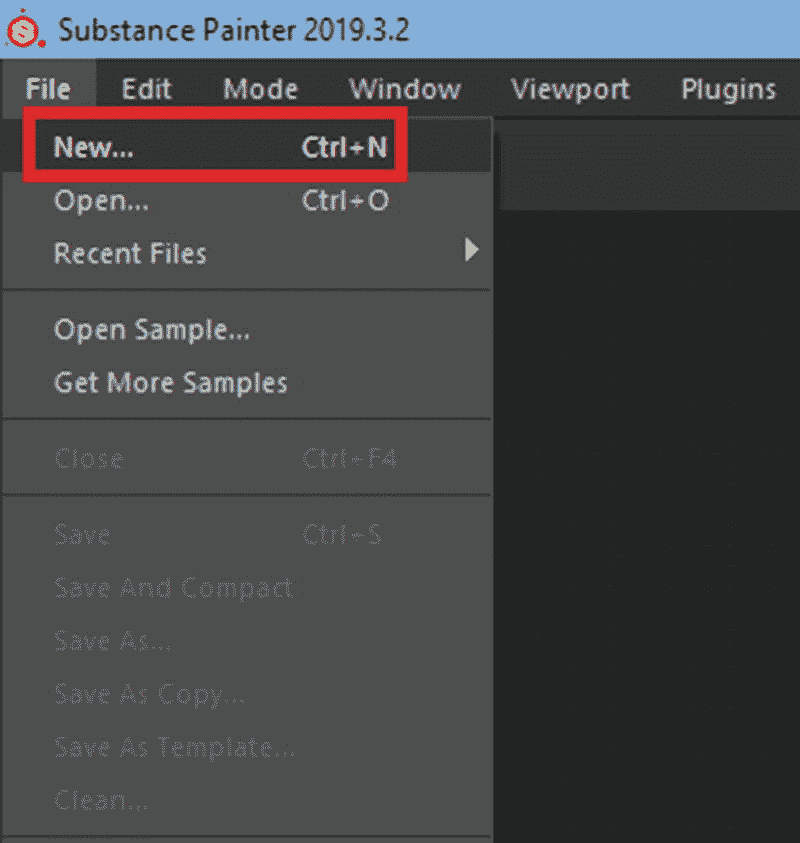 Substance Painter 2019.3.2
File Edit Mode Window Viewport Plugins
New... Ctrl+N
Open... Ctrl+O
Recent Files
Open Sample...
Get More Samples
Close Ctrl+F4
Save Ctrl+S
Save And Compact
Save As...
Save As Copy...
Save As Template...
Clean...